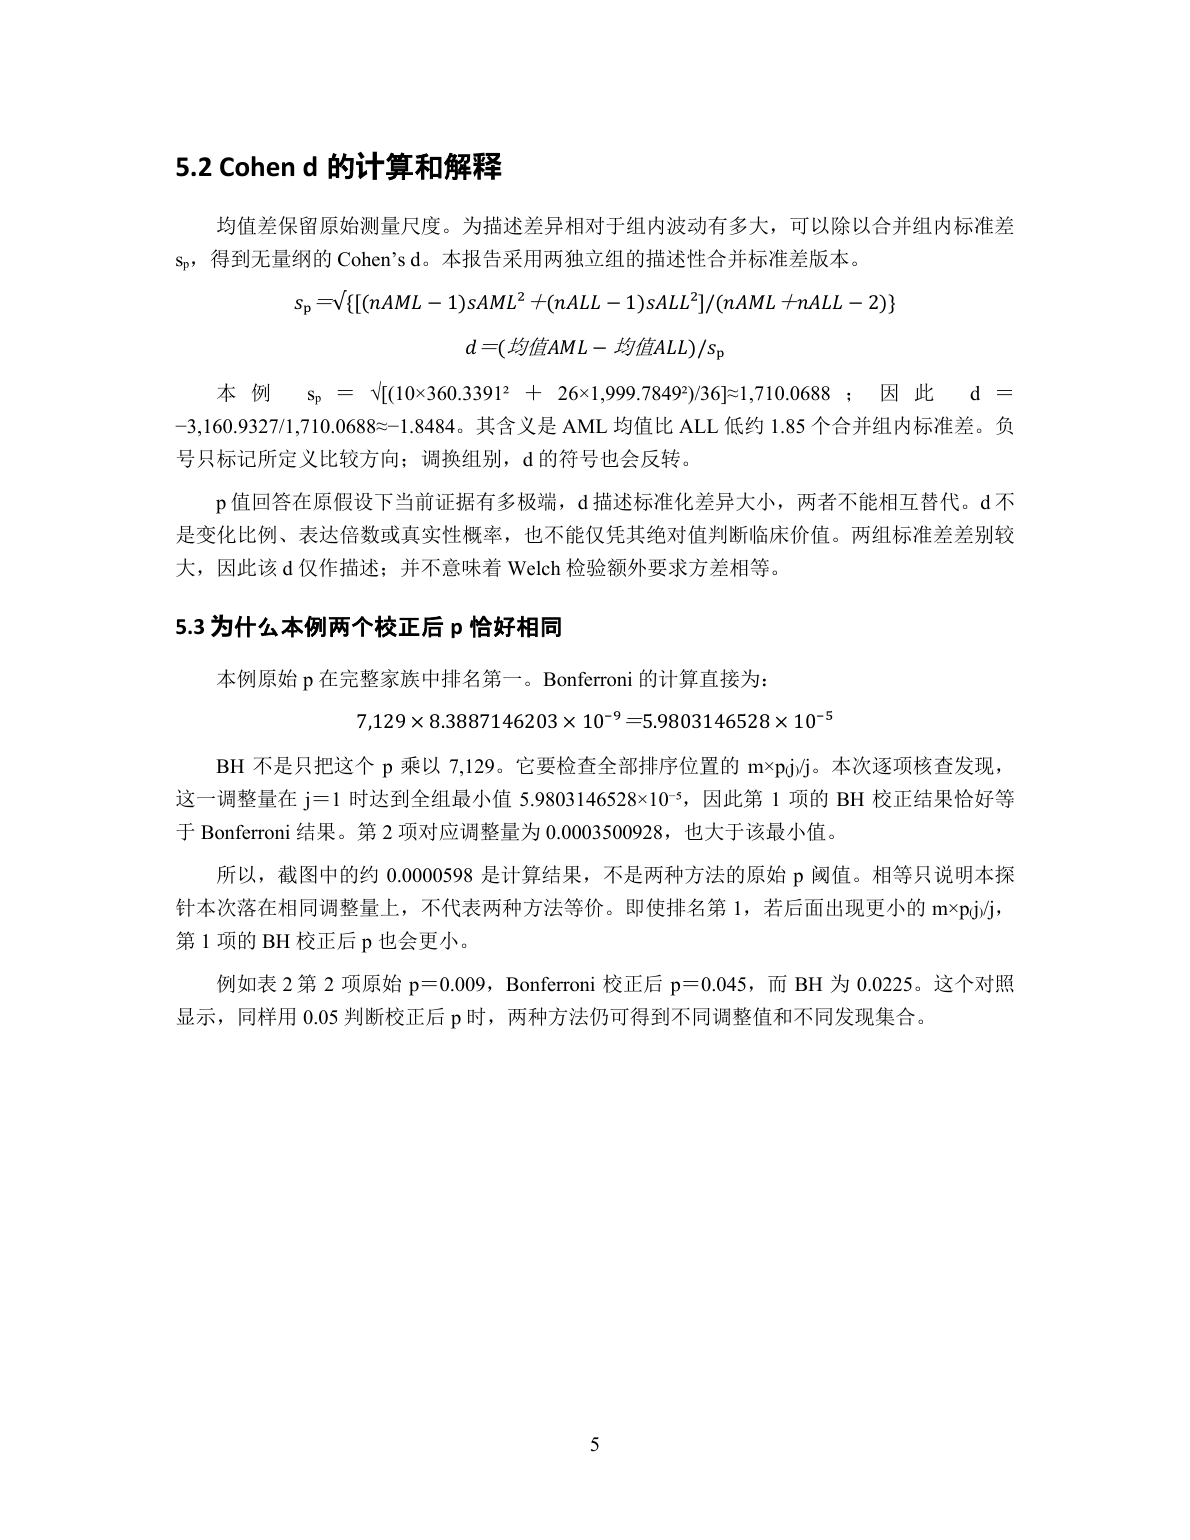 5.2 Cohen d 的计算和解释
均值差保留原始测量尺度。为描述差异相对于组内波动有多大，可以除以合并组内标准差
sₚ，得到无量纲的 Cohen’s d。本报告采用两独立组的描述性合并标准差版本。
sₚ＝√{[(nAML − 1)sAML²＋(nALL − 1)sALL²]/(nAML＋nALL − 2)}
d＝(均值AML − 均值ALL)/sₚ
本例 sₚ ＝ √[(10×360.3391² ＋ 26×1,999.7849²)/36]≈1,710.0688；因此 d＝
−3,160.9327/1,710.0688≈−1.8484。其含义是 AML 均值比 ALL 低约 1.85 个合并组内标准差。负
号只标记所定义比较方向；调换组别，d 的符号也会反转。
p 值回答在原假设下当前证据有多极端，d 描述标准化差异大小，两者不能相互替代。d 不
是变化比例、表达倍数或真实性概率，也不能仅凭其绝对值判断临床价值。两组标准差差别较
大，因此该 d 仅作描述；并不意味着 Welch 检验额外要求方差相等。
5.3 为什么本例两个校正后 p 恰好相同
本例原始 p 在完整家族中排名第一。Bonferroni 的计算直接为：
7,129 × 8.3887146203 × 10⁻⁹＝5.9803146528 × 10⁻⁵
BH 不是只把这个 p 乘以 7,129。它要检查全部排序位置的 m×p₍j₎/j。本次逐项核查发现，
这一调整量在 j＝1 时达到全组最小值 5.9803146528×10⁻⁵，因此第 1 项的 BH 校正结果恰好等
于 Bonferroni 结果。第 2 项对应调整量为 0.0003500928，也大于该最小值。
所以，截图中的约 0.0000598 是计算结果，不是两种方法的原始 p 阈值。相等只说明本探
针本次落在相同调整量上，不代表两种方法等价。即使排名第 1，若后面出现更小的 m×p₍j₎/j，
第 1 项的 BH 校正后 p 也会更小。
例如表 2 第 2 项原始 p＝0.009，Bonferroni 校正后 p＝0.045，而 BH 为 0.0225。这个对照
显示，同样用 0.05 判断校正后 p 时，两种方法仍可得到不同调整值和不同发现集合。
5